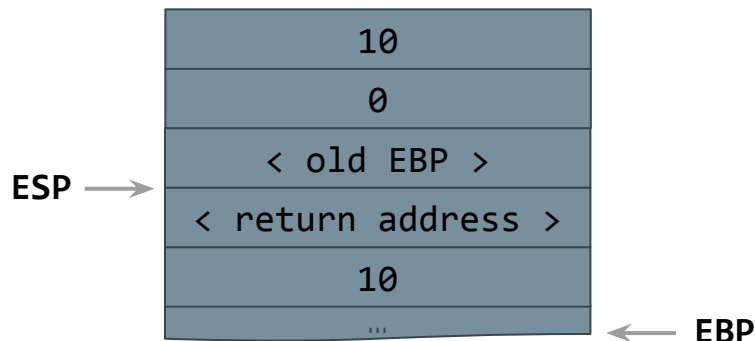 10
0
< old EBP >
ESP
< return address >
10
...
EBP